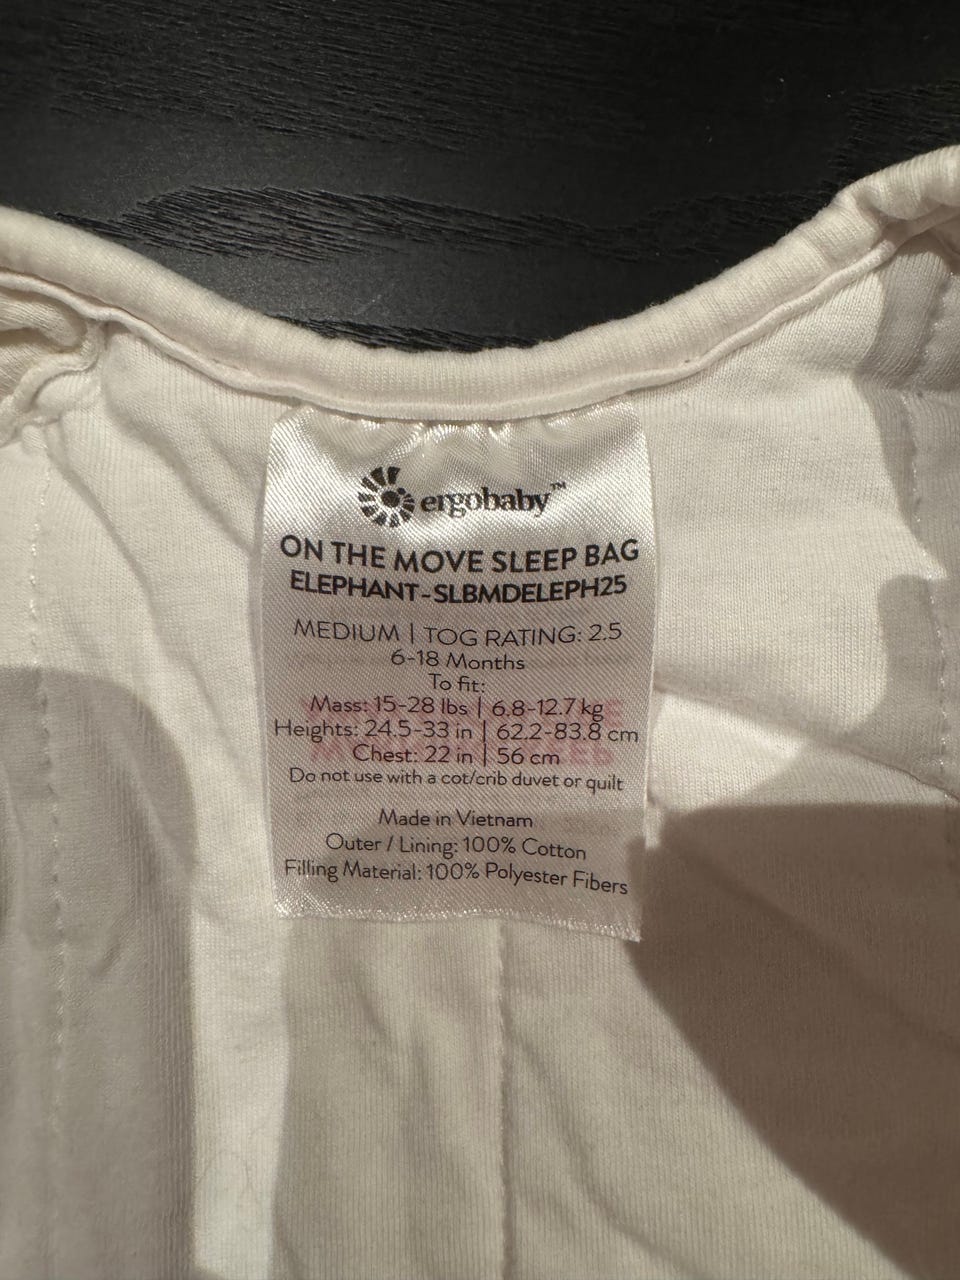 ergobaby™
ON THE MOVE SLEEP BAG
ELEPHANT-SLBMDELEPH25
MEDIUM | TOG RATING: 2.5
6-18 Months
To fit:
Mass: 15-28 lbs | 6.8-12.7 kg
Heights: 24.5-33 in | 62.2-83.8 cm
Chest: 22 in | 56 cm
Do not use with a cot/crib duvet or quilt
Made in Vietnam
Outer / Lining: 100% Cotton
Filling Material: 100% Polyester Fibers